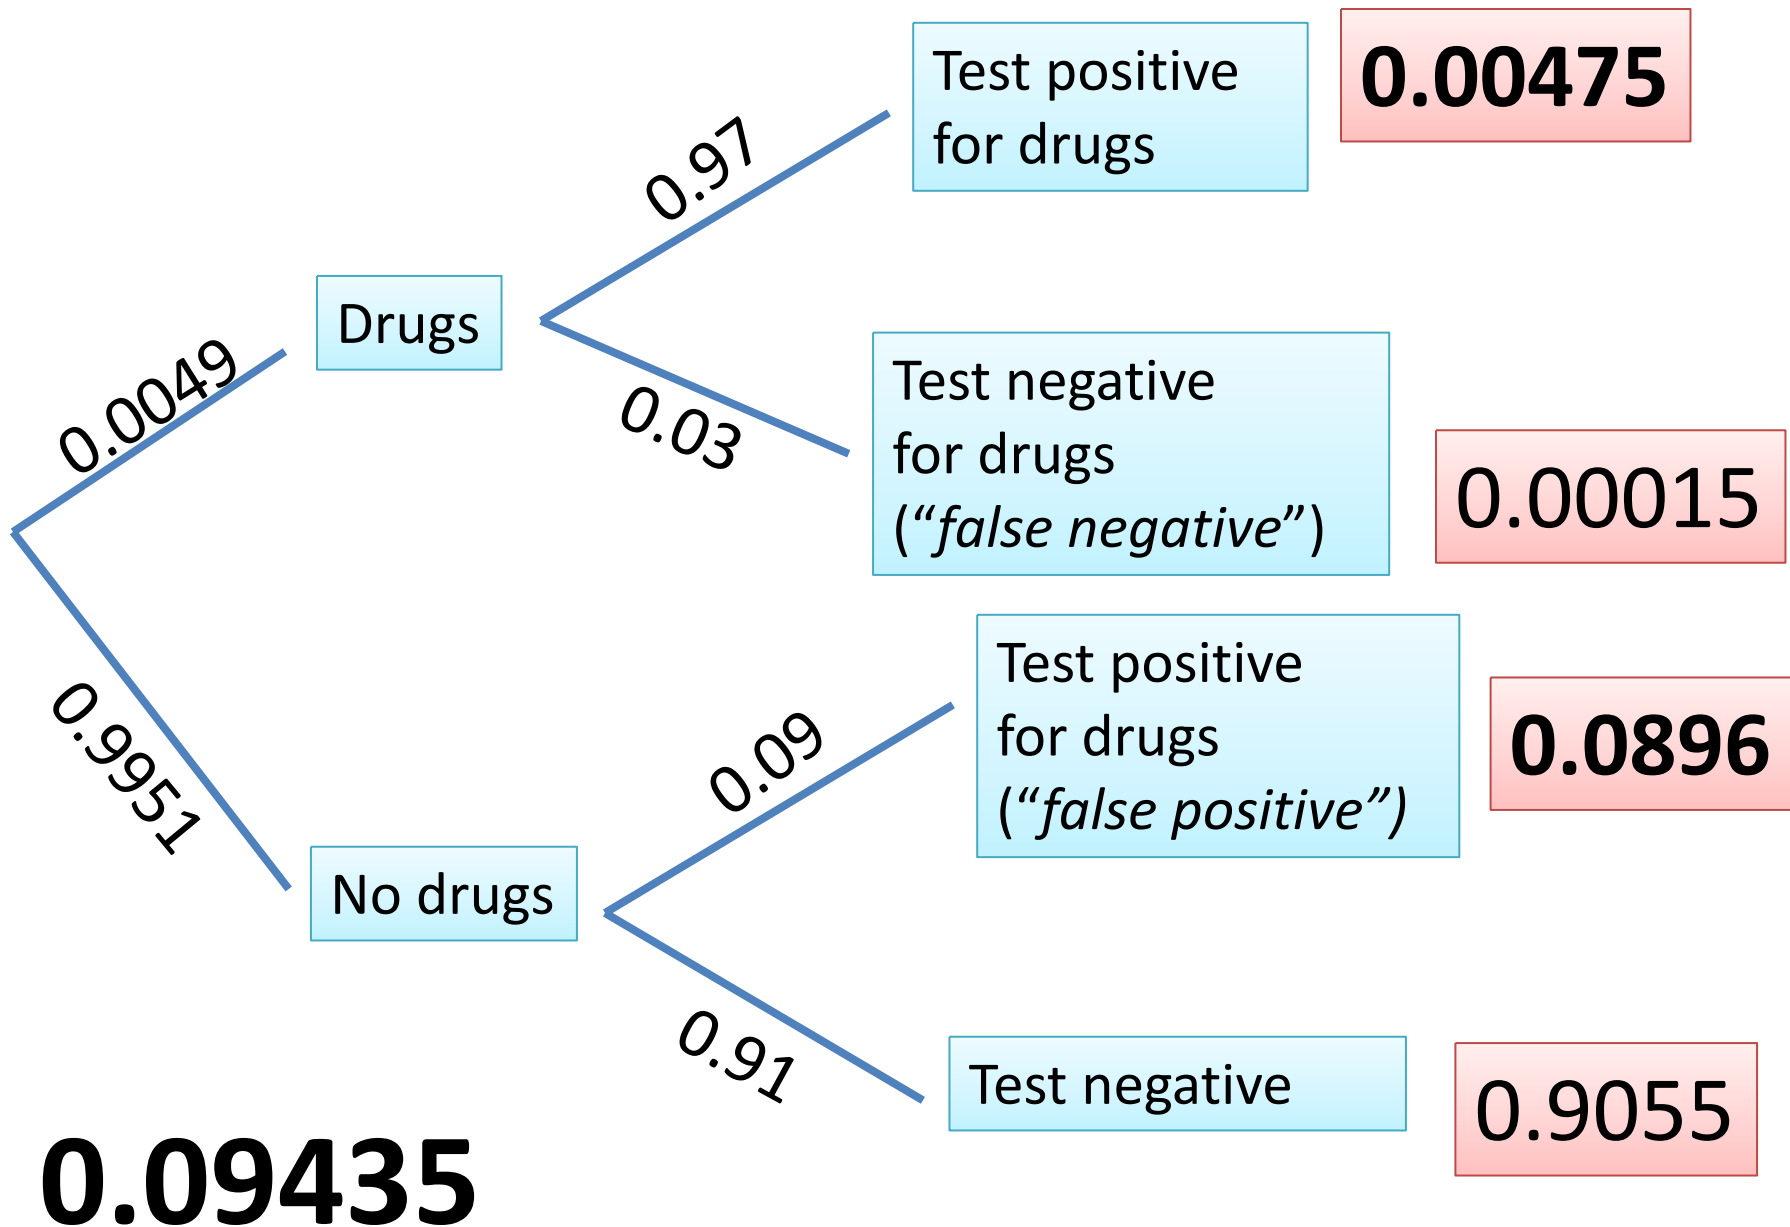 Test positive
for drugs
0.00475
0.97
Drugs
0.0049
0.03
Test negative
for drugs
(“false negative”)
0.00015
Test positive
for drugs
(“false positive”)
0.0896
0.9951
0.09
No drugs
0.91
Test negative
0.9055
0.09435